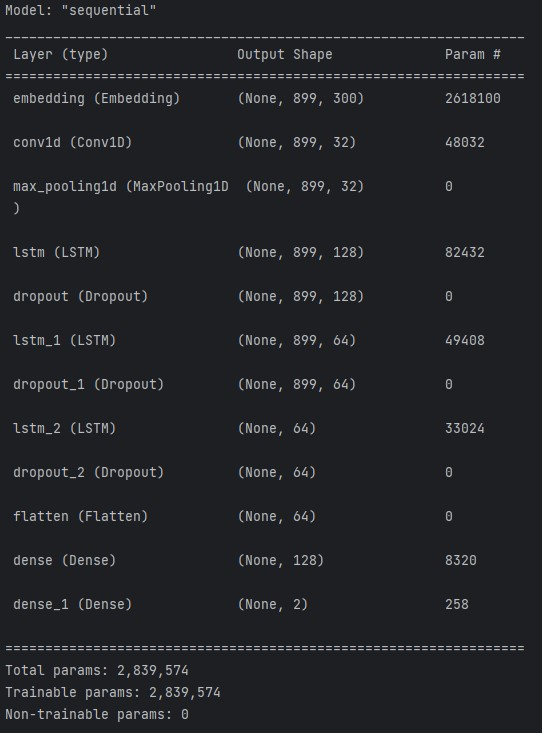 Model: "sequential"
_________________________________________________________________
Layer (type) Output Shape Param #
=================================================================
embedding (Embedding) (None, 899, 300) 2618100
conv1d (Conv1D) (None, 899, 32) 48032
max_pooling1d (MaxPooling1D (None, 899, 32) 0
)
lstm (LSTM) (None, 899, 128) 82432
dropout (Dropout) (None, 899, 128) 0
lstm_1 (LSTM) (None, 899, 64) 49408
dropout_1 (Dropout) (None, 899, 64) 0
lstm_2 (LSTM) (None, 64) 33024
dropout_2 (Dropout) (None, 64) 0
flatten (Flatten) (None, 64) 0
dense (Dense) (None, 128) 8320
dense_1 (Dense) (None, 2) 258
=================================================================
Total params: 2,839,574
Trainable params: 2,839,574
Non-trainable params: 0